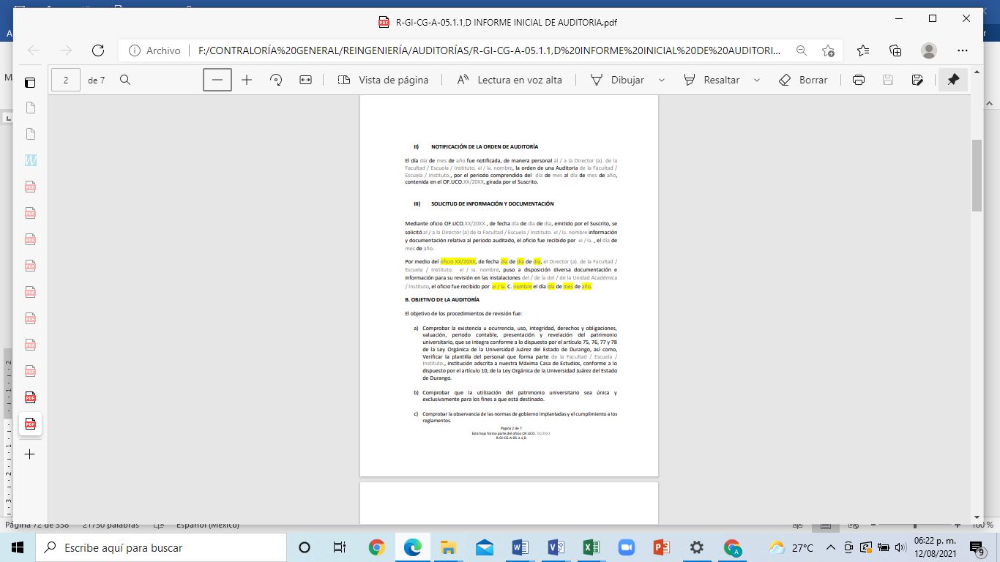 R-GI-CG-A-05.1.1,D INFORME INICIAL DE AUDITORIA.pdf
Archivo F:/CONTRALORÍA%20GENERAL/REINGENIERÍA/AUDITORÍAS/R-GI-CG-A-05.1.1,D%20INFORME%20INICIAL%20DE%20AUDITORI...
2 de 7 Vista de página Lectura en voz alta Dibujar Resaltar Borrar
II) NOTIFICACIÓN DE LA ORDEN DE AUDITORÍA
El día día de mes de año fue notificada, de manera personal al / a la Director (a). de la
Facultad / Escuela / Instituto. el / la. nombre, la orden de una Auditoria de la Facultad /
Escuela / Instituto., por el periodo comprendido del día de mes al día de mes de año,
contenida en el OF.UCO.XX/20XX, girada por el Suscrito.
III) SOLICITUD DE INFORMACIÓN Y DOCUMENTACIÓN
Mediante oficio OF.UCO.XX/20XX., de fecha día de día de día, emitido por el Suscrito, se
solicitó al / a la Director (a) de la Facultad / Escuela / Instituto. el / la. nombre información
y documentación relativa al periodo auditado, el oficio fue recibido por el / la. , el día de
mes de año.
Por medio del oficio XX/20XX, de fecha día de día de día, el Director (a). de la Facultad /
Escuela / Instituto. el / la. nombre, puso a disposición diversa documentación e
información para su revisión en las instalaciones del / de la del / de la Unidad Académica
/ Instituto, el oficio fue recibido por el / la. C. nombre el día día de mes de año.
B. OBJETIVO DE LA AUDITORÍA
El objetivo de los procedimientos de revisión fue:
a) Comprobar la existencia u ocurrencia, uso, integridad, derechos y obligaciones,
valuación, periodo contable, presentación y revelación del patrimonio
universitario, que se integra conforme a lo dispuesto por el artículo 75, 76, 77 y 78
de la Ley Orgánica de la Universidad Juárez del Estado de Durango, así como,
Verificar la plantilla del personal que forma parte de la Facultad / Escuela /
Instituto., institución adscrita a nuestra Máxima Casa de Estudios, conforme a lo
dispuesto por el artículo 10, de la Ley Orgánica de la Universidad Juárez del Estado
de Durango.
b) Comprobar que la utilización del patrimonio universitario sea única y
exclusivamente para los fines a que está destinado.
c) Comprobar la observancia de las normas de gobierno implantadas y el cumplimiento a los
reglamentos.
Página 2 de 7
Esta hoja forma parte del oficio OF.UCO. XX/20XX
R-GI-CG-A-05.1.1,D
Página 72 de 338 21750 palabras Español (México) 100 %
Escribe aquí para buscar
27°C
06:22 p. m.
12/08/2021
9